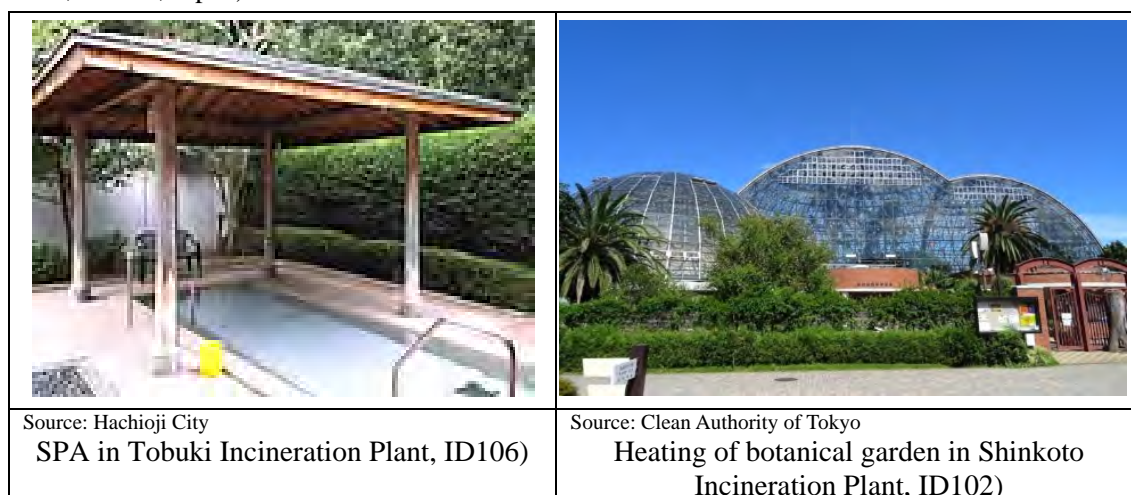 Source: Hachioji City
SPA in Tobuki Incineration Plant, ID106)
Source: Clean Authority of Tokyo
Heating of botanical garden in Shinkoto
Incineration Plant, ID102)